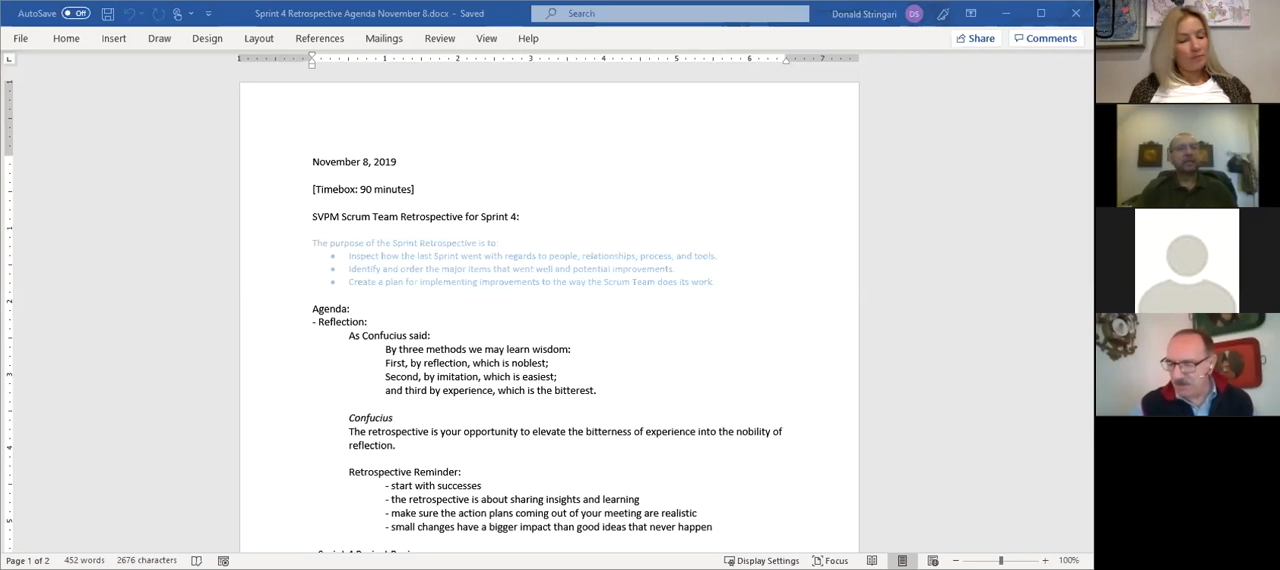 AutoSave Off Sprint 4 Retrospective Agenda November 8.docx - Saved Search Donald Stringari DS
File Home Insert Draw Design Layout References Mailings Review View Help Share Comments
1 1 2 3 4 5 6 7
November 8, 2019
[Timebox: 90 minutes]
SVPM Scrum Team Retrospective for Sprint 4:
The purpose of the Sprint Retrospective is to:
● Inspect how the last Sprint went with regards to people, relationships, process, and tools.
● Identify and order the major items that went well and potential improvements.
● Create a plan for implementing improvements to the way the Scrum Team does its work.
Agenda:
- Reflection:
As Confucius said:
By three methods we may learn wisdom:
First, by reflection, which is noblest;
Second, by imitation, which is easiest;
and third by experience, which is the bitterest.
Confucius
The retrospective is your opportunity to elevate the bitterness of experience into the nobility of
reflection.
Retrospective Reminder:
- start with successes
- the retrospective is about sharing insights and learning
- make sure the action plans coming out of your meeting are realistic
- small changes have a bigger impact than good ideas that never happen
Page 1 of 2 452 words 2676 characters Display Settings Focus 100%